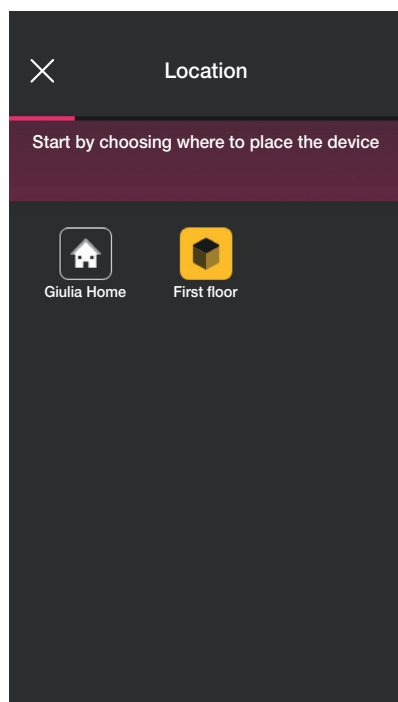 Location
Start by choosing where to place the device
Giulia Home
First floor